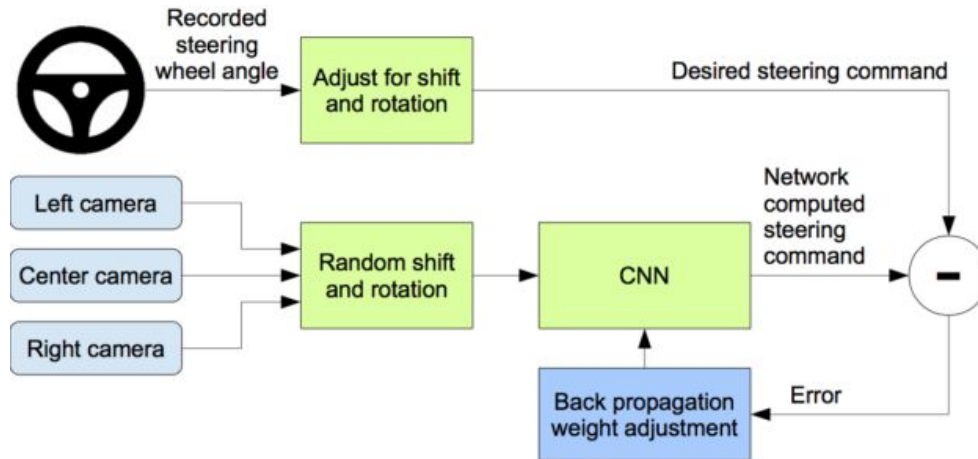 Recorded
steering
wheel angle
Adjust for shift
and rotation
Desired steering command
Left camera
Center camera
Right camera
Random shift
and rotation
CNN
Network
computed
steering
command
-
Back propagation
weight adjustment
Error